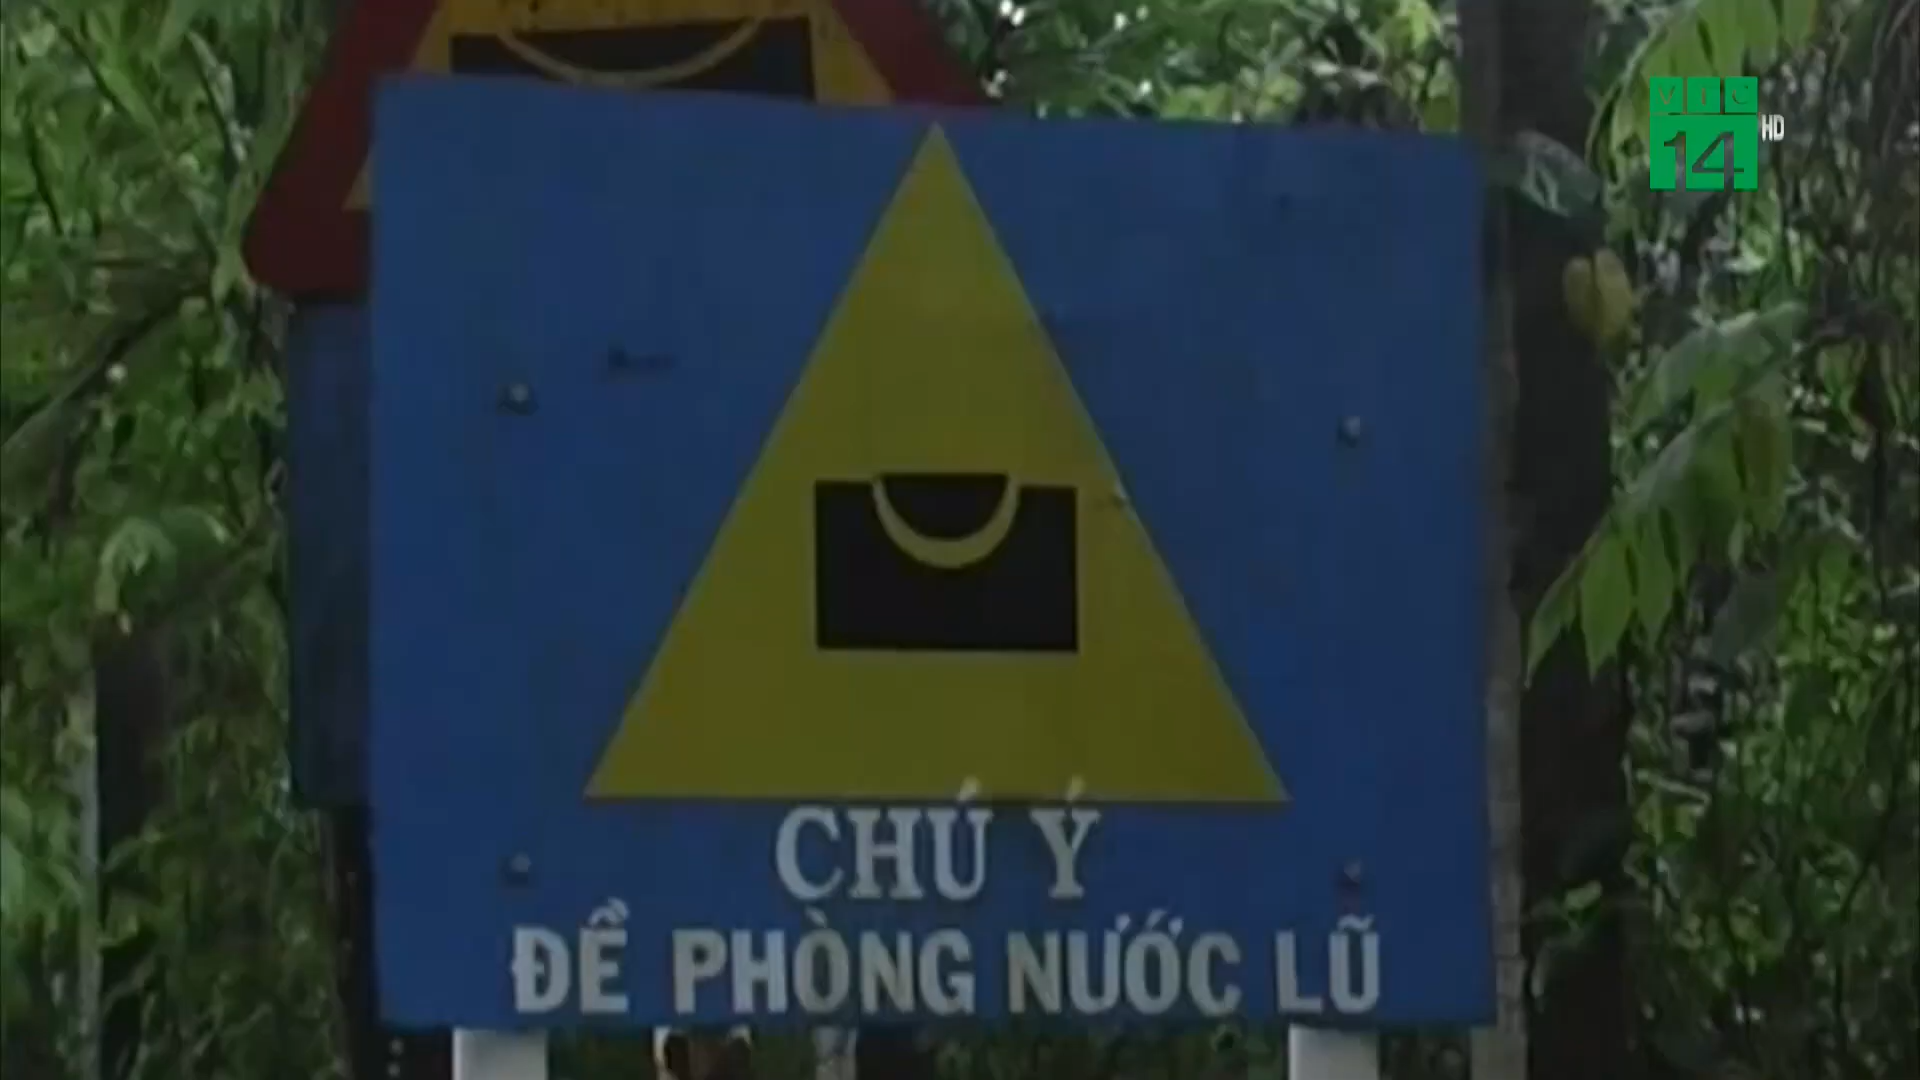 VTC
14
HD
CHÚ Ý
ĐỀ PHÒNG NƯỚC LŨ